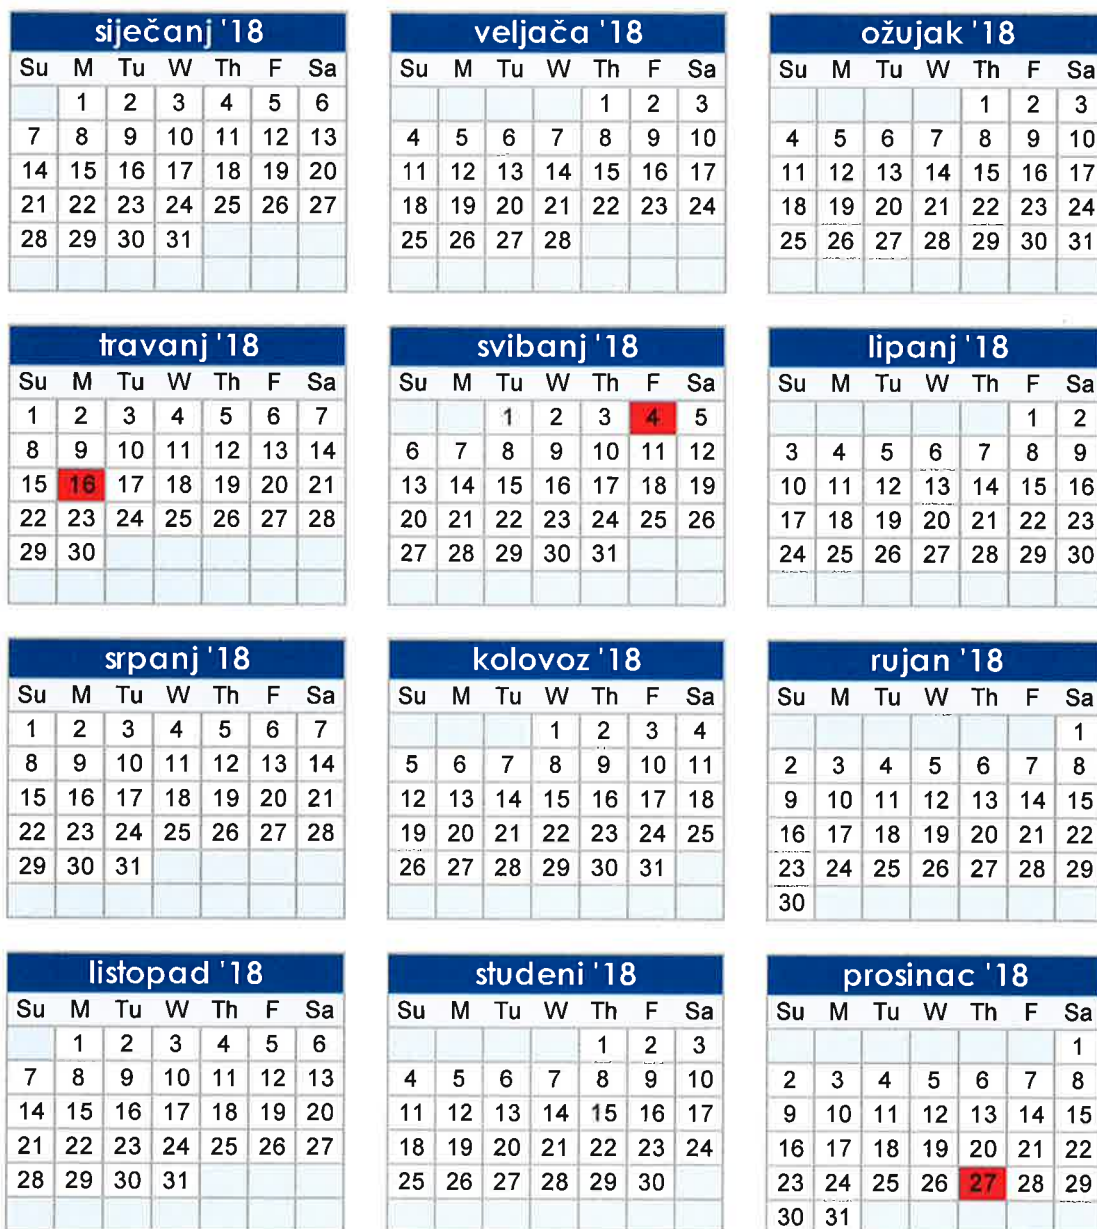 siječanj '18
Su M Tu W Th F Sa
1 2 3 4 5 6
7 8 9 10 11 12 13
14 15 16 17 18 19 20
21 22 23 24 25 26 27
28 29 30 31
veljača '18
Su M Tu W Th F Sa
1 2 3
4 5 6 7 8 9 10
11 12 13 14 15 16 17
18 19 20 21 22 23 24
25 26 27 28
ožujak '18
Su M Tu W Th F Sa
1 2 3
4 5 6 7 8 9 10
11 12 13 14 15 16 17
18 19 20 21 22 23 24
25 26 27 28 29 30 31
travanj '18
Su M Tu W Th F Sa
1 2 3 4 5 6 7
8 9 10 11 12 13 14
15 16 17 18 19 20 21
22 23 24 25 26 27 28
29 30
svibanj '18
Su M Tu W Th F Sa
1 2 3 4 5
6 7 8 9 10 11 12
13 14 15 16 17 18 19
20 21 22 23 24 25 26
27 28 29 30 31
lipanj '18
Su M Tu W Th F Sa
1 2
3 4 5 6 7 8 9
10 11 12 13 14 15 16
17 18 19 20 21 22 23
24 25 26 27 28 29 30
srpanj '18
Su M Tu W Th F Sa
1 2 3 4 5 6 7
8 9 10 11 12 13 14
15 16 17 18 19 20 21
22 23 24 25 26 27 28
29 30 31
kolovoz '18
Su M Tu W Th F Sa
1 2 3 4
5 6 7 8 9 10 11
12 13 14 15 16 17 18
19 20 21 22 23 24 25
26 27 28 29 30 31
rujan '18
Su M Tu W Th F Sa
1
2 3 4 5 6 7 8
9 10 11 12 13 14 15
16 17 18 19 20 21 22
23 24 25 26 27 28 29
30
listopad '18
Su M Tu W Th F Sa
1 2 3 4 5 6
7 8 9 10 11 12 13
14 15 16 17 18 19 20
21 22 23 24 25 26 27
28 29 30 31
studeni '18
Su M Tu W Th F Sa
1 2 3
4 5 6 7 8 9 10
11 12 13 14 15 16 17
18 19 20 21 22 23 24
25 26 27 28 29 30
prosinac '18
Su M Tu W Th F Sa
1
2 3 4 5 6 7 8
9 10 11 12 13 14 15
16 17 18 19 20 21 22
23 24 25 26 27 28 29
30 31